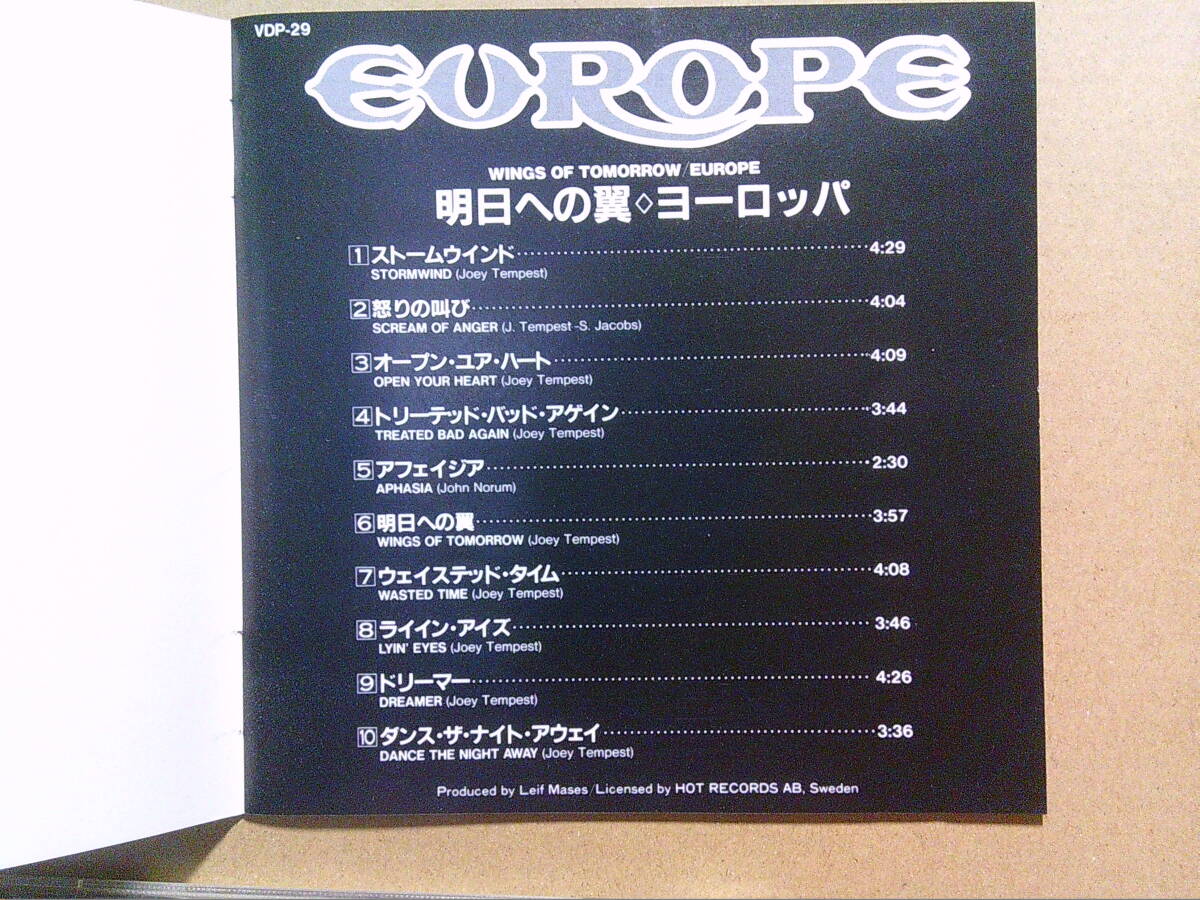 VDP-29
EUROPE
WINGS OF TOMORROW/EUROPE
明日への翼◇ヨーロッパ
1 ストームウインド 4:29
STORMWIND (Joey Tempest)
2 怒りの叫び 4:04
SCREAM OF ANGER (J. Tempest-S. Jacobs)
3 オープン・ユア・ハート 4:09
OPEN YOUR HEART (Joey Tempest)
4 トリーテッド・バッド・アゲイン 3:44
TREATED BAD AGAIN (Joey Tempest)
5 アフェイジア 2:30
APHASIA (John Norum)
6 明日への翼 3:57
WINGS OF TOMORROW (Joey Tempest)
7 ウェイステッド・タイム 4:08
WASTED TIME (Joey Tempest)
8 ライイン・アイズ 3:46
LYIN' EYES (Joey Tempest)
9 ドリーマー 4:26
DREAMER (Joey Tempest)
10 ダンス・ザ・ナイト・アウェイ 3:36
DANCE THE NIGHT AWAY (Joey Tempest)
Produced by Leif Mases/Licensed by HOT RECORDS AB, Sweden